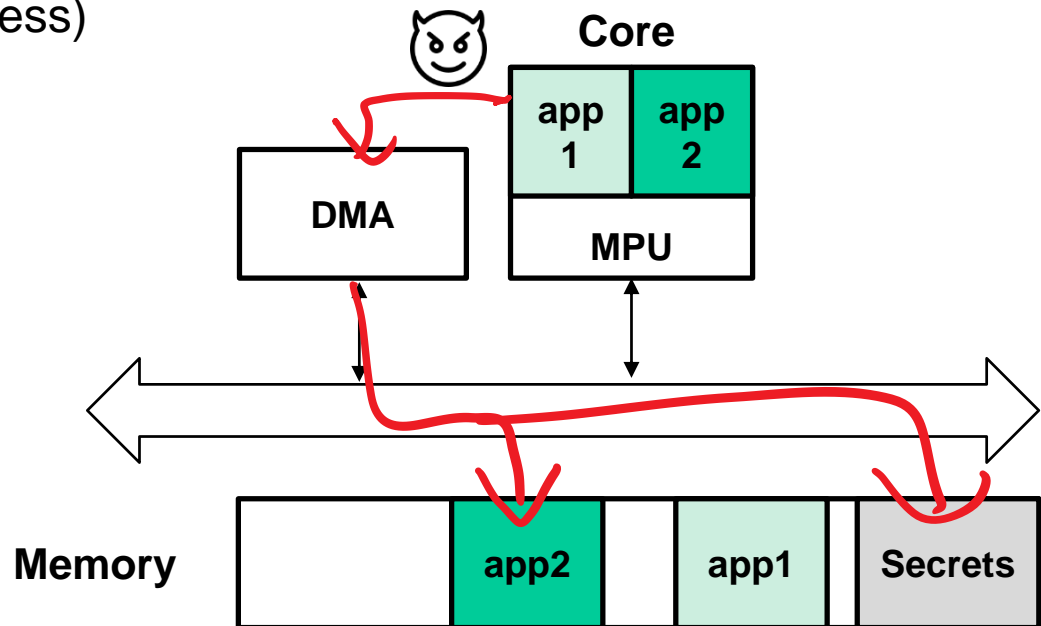 ess)
Core
app
1
app
2
DMA
MPU
Memory
app2
app1
Secrets